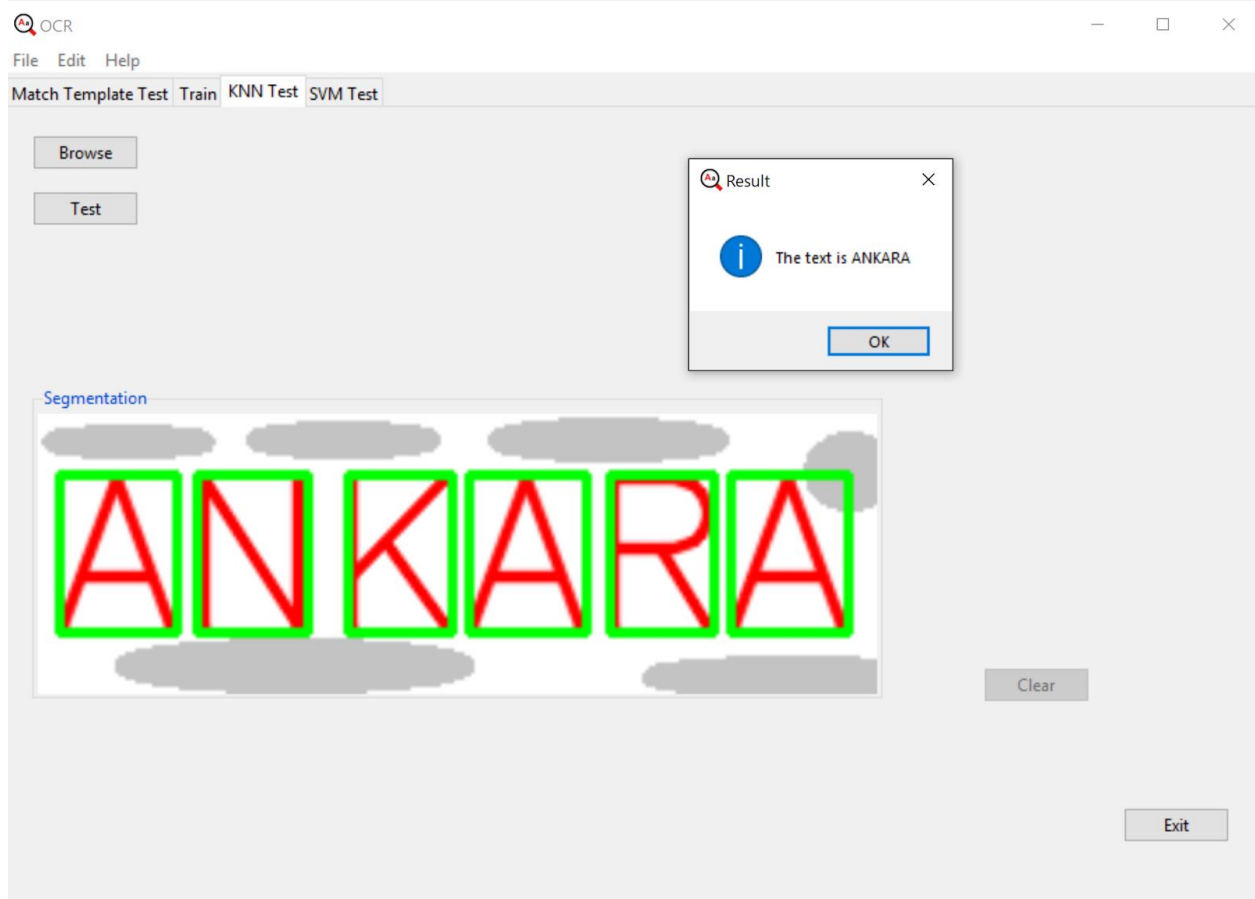 OCR
File Edit Help
Match Template Test Train KNN Test SVM Test
Browse
Test
Result
The text is ANKARA
OK
Segmentation
ANKARA
Clear
Exit